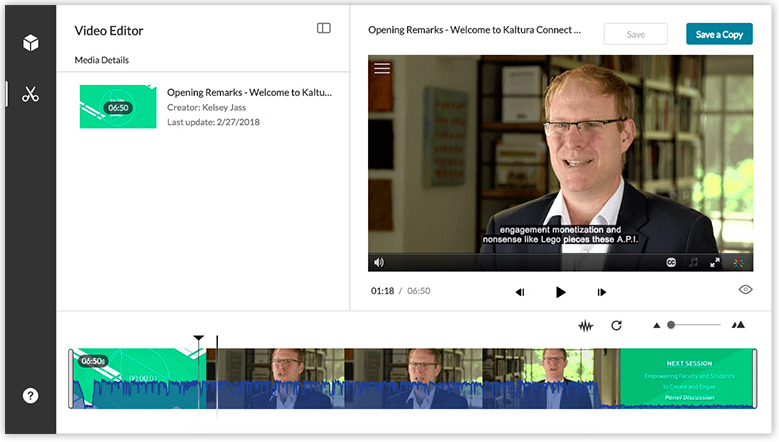 Video Editor
Media Details
06:50
Opening Remarks - Welcome to Kaltu...
Creator: Kelsey Jass
Last update: 2/27/2018
Opening Remarks - Welcome to Kaltura Connect ...
Save
Save a Copy
engagement monetization and
nonsense like Lego pieces these A.P.I.
CC
01:18 / 06:50
06:50s
00:00:01
NEXT SESSION
Empowering Faculty and Students
to Create and Engage
Panel Discussion
?